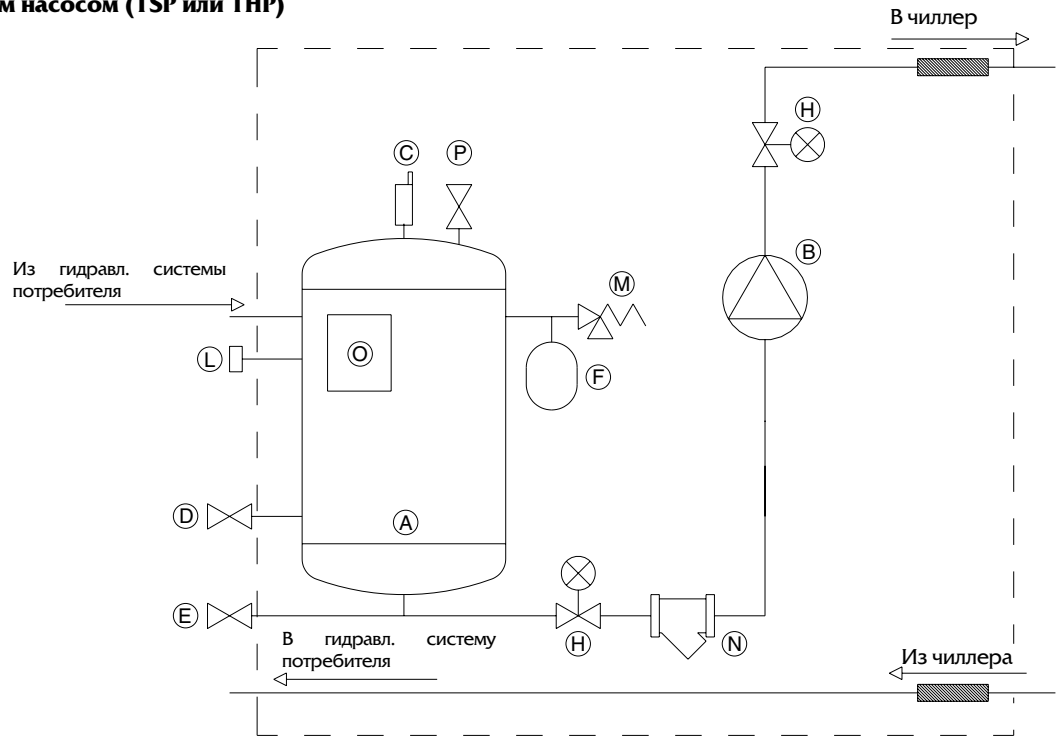 м насосом (TSP или THP)
В чиллер
H
C
P
B
Из гидравл. системы
потребителя
M
L
O
F
D
A
E
H
N
В гидравл. систему
потребителя
Из чиллера